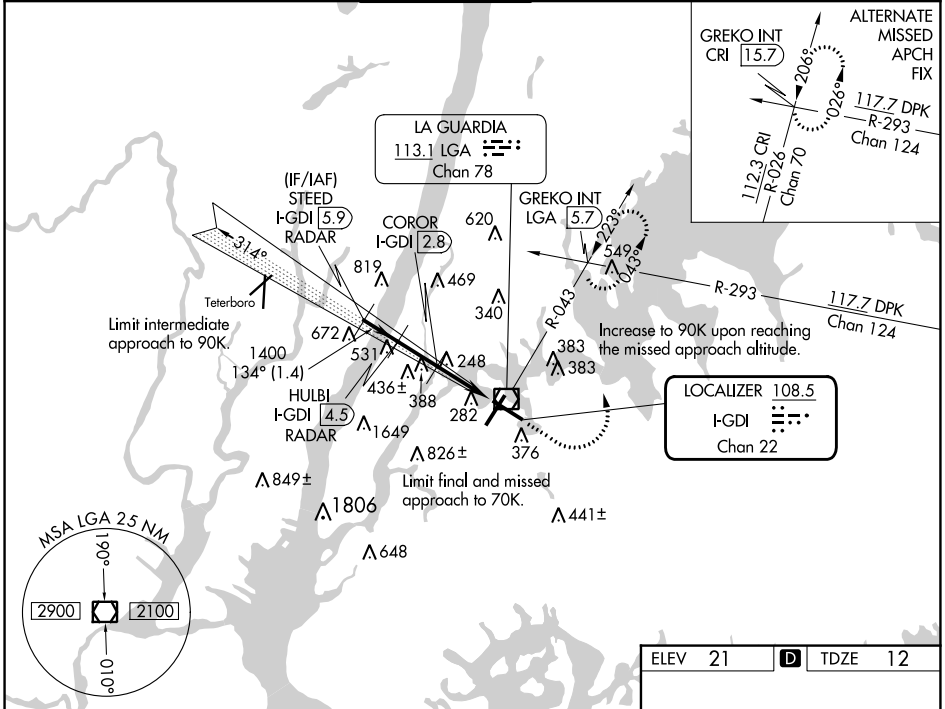 ALTERNATE
MISSED
APCH
FIX
GREKO INT
CRI 15.7
206°
026°
117.7 DPK
R-293
Chan 124
112.3 CRI
R-026
Chan 70
LA GUARDIA
113.1 LGA
Chan 78
(IF/IAF)
STEED
I-GDI 5.9
RADAR
COROR
I-GDI 2.8
620
GREKO INT
LGA 5.7
223°
549
043°
314°
819
469
340
R-043
R-293
117.7 DPK
Chan 124
Teterboro
Limit intermediate
approach to 90K.
672
531
248
Increase to 90K upon reaching
the missed approach altitude.
383
383
1400
134° (1.4)
436±
388
282
HULBI
I-GDI 4.5
RADAR
LOCALIZER 108.5
I-GDI
Chan 22
1649
376
826±
849±
Limit final and missed
approach to 70K.
1806
441±
648
MSA LGA 25 NM
190°
2900
2100
010°
ELEV 21
D
TDZE 12